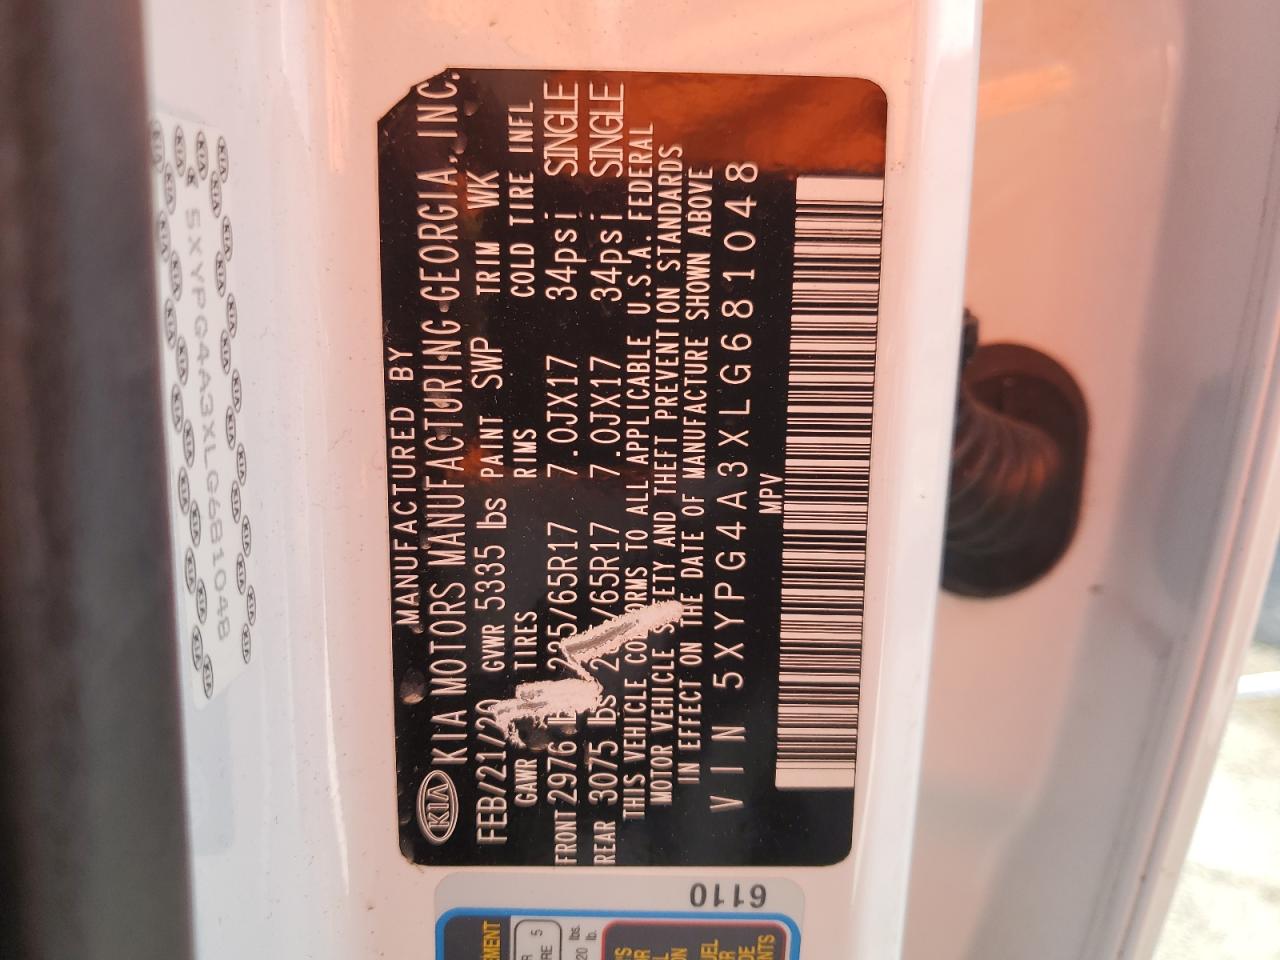 MANUFACTURED BY
KIA KIA MOTORS MANUFACTURING GEORGIA, INC.
FEB/21/20 GVWR 5335 lbs PAINT SWP TRIM WK
GAWR TIRES RIMS COLD TIRE INFL
FRONT 2976 235/65R17 7.0JX17 34psi SINGLE
REAR 3075 lbs /65R17 7.0JX17 34psi SINGLE
THIS VEHICLE TO ALL APPLICABLE U.S.A. FEDERAL
MOTOR VEHICLE AND THEFT PREVENTION STANDARDS
IN EFFECT ON THE DATE OF MANUFACTURE SHOWN ABOVE
VIN 5XYPG4A3XLG681048
MPV
5XYPG4A3XLG681048
6110